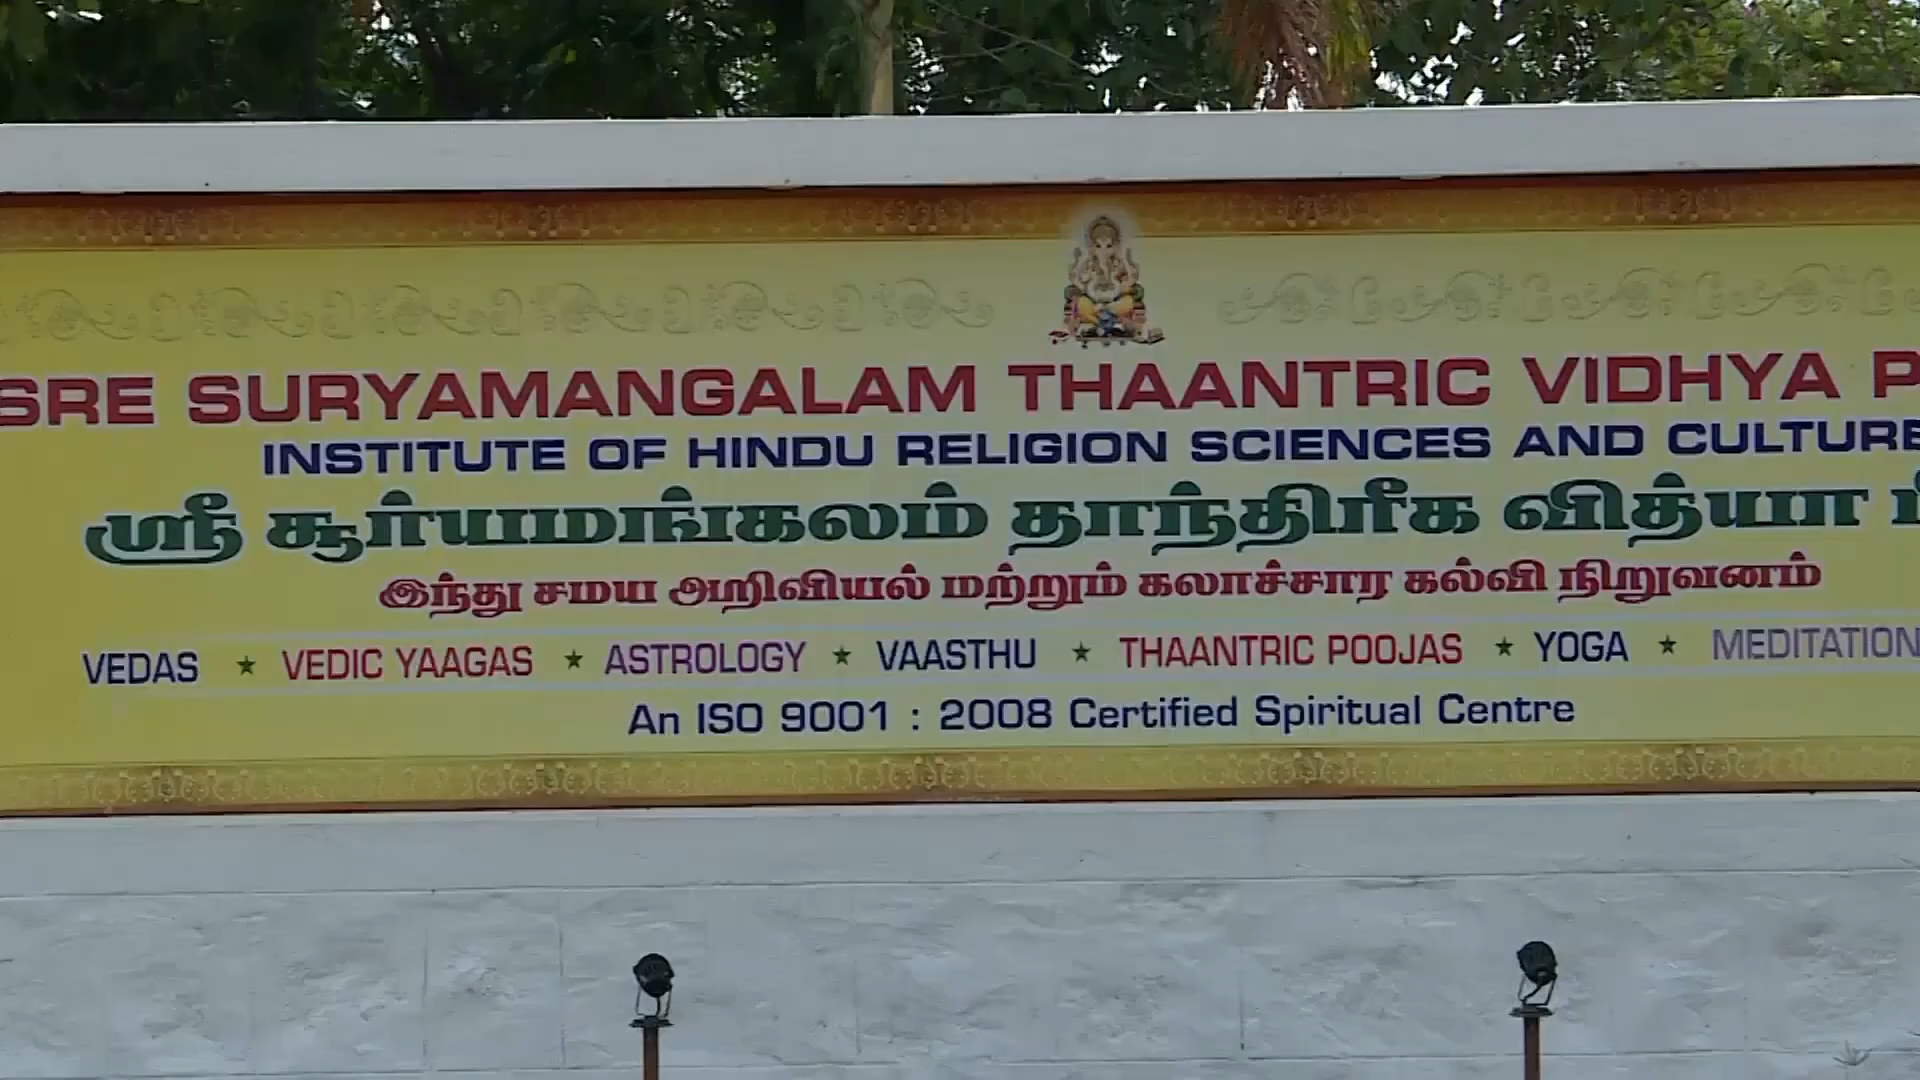 SRE SURYAMANGALAM THAANTRIC VIDHYA P
INSTITUTE OF HINDU RELIGION SCIENCES AND CULTURE
ஸ்ரீ சூர்யமங்கலம் தாந்திரீக வித்யா
இந்து சமய அறிவியல் மற்றும் கலாச்சார கல்வி நிறுவனம்
VEDAS ★ VEDIC YAAGAS ★ ASTROLOGY ★ VAASTHU ★ THAANTRIC POOJAS ★ YOGA ★ MEDITATION
An ISO 9001 : 2008 Certified Spiritual Centre